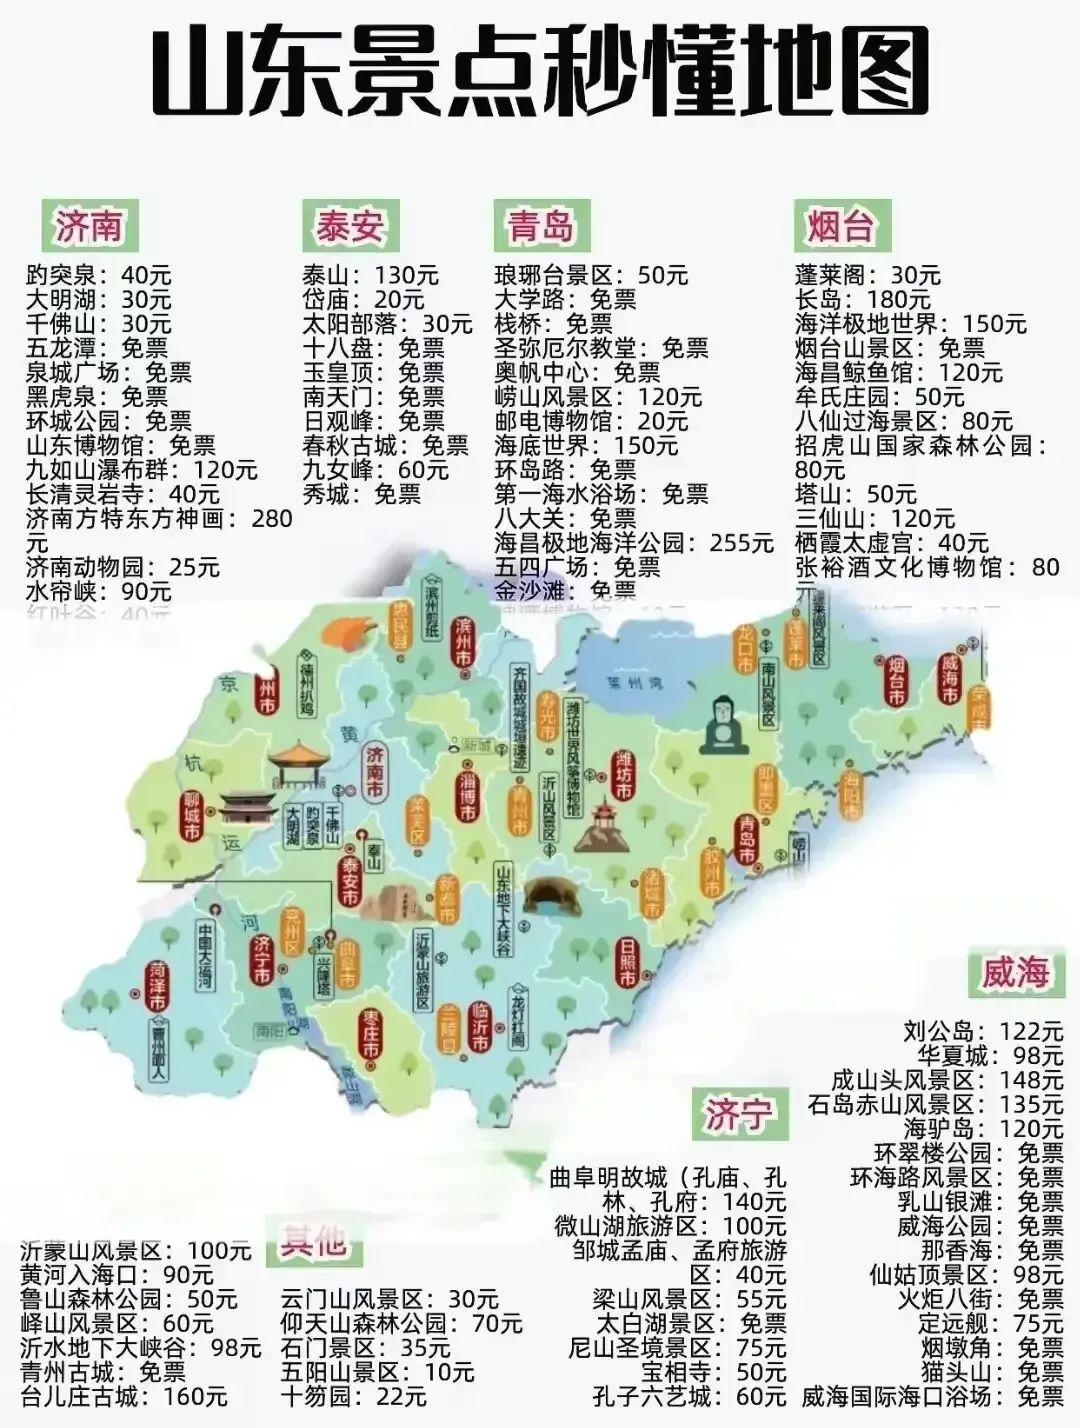 山东景点秒懂地图
济南
趵突泉：40元
大明湖：30元
千佛山：30元
五龙潭：免票
泉城广场：免票
黑虎泉：免票
环城公园：免票
山东博物馆：免票
九如山瀑布群：120元
长清灵岩寺：40元
济南方特东方神画：280
元
济南动物园：25元
水帘峡：90元
红叶谷：40元
泰安
泰山：130元
岱庙：20元
太阳部落：30元
十八盘：免票
玉皇顶：免票
南天门：免票
日观峰：免票
春秋古城：免票
九女峰：60元
秀城：免票
青岛
琅琊台景区：50元
大学路：免票
栈桥：免票
圣弥厄尔教堂：免票
奥帆中心：免票
崂山风景区：120元
邮电博物馆：20元
海底世界：150元
环岛路：免票
第一海水浴场：免票
八大关：免票
海昌极地海洋公园：255元
五四广场：免票
金沙滩：免票
烟台
蓬莱阁：30元
长岛：180元
海洋极地世界：150元
烟台山景区：免票
海昌鲸鱼馆：120元
牟氏庄园：50元
八仙过海景区：80元
招虎山国家森林公园：
80元
塔山：50元
三仙山：120元
栖霞太虚宫：40元
张裕酒文化博物馆：80
元
滨州剪纸
惠民县
滨州市
德州扒鸡
州市
京
杭
运
河
黄
新城
齐国故城城垣遗迹
寿光市
潍坊世界风筝博物馆
莱州湾
龙口市
蓬莱市
蓬莱阁风景区
南山风景区
烟台市
威海市
荣成市
济南市
千佛山
趵突泉
大明湖
聊城市
莱芜区
淄博市
青州市
沂山风景区
潍坊市
即墨区
海阳市
青岛市
崂山
胶州市
诸城市
泰山
泰安市
新泰市
山东地下大峡谷
中国大运河
兖州区
济宁市
兴隆塔
曲阜市
沂蒙山旅游区
日照市
菏泽市
曹州面人
南阳湖
南阳
微山湖
枣庄市
兰陵县
临沂市
龙灯扛阁
威海
刘公岛：122元
华夏城：98元
成山头风景区：148元
石岛赤山风景区：135元
海驴岛：120元
环翠楼公园：免票
环海路风景区：免票
乳山银滩：免票
威海公园：免票
那香海：免票
仙姑顶景区：98元
火炬八街：免票
定远舰：75元
烟墩角：免票
猫头山：免票
威海国际海口浴场：免票
济宁
曲阜明故城（孔庙、孔
林、孔府：140元
微山湖旅游区：100元
邹城孟庙、孟府旅游
区：40元
梁山风景区：55元
太白湖景区：免票
尼山圣境景区：75元
宝相寺：50元
孔子六艺城：60元
其他
沂蒙山风景区：100元
黄河入海口：90元
鲁山森林公园：50元
峄山风景区：60元
沂水地下大峡谷：98元
青州古城：免票
台儿庄古城：160元
云门山风景区：30元
仰天山森林公园：70元
石门景区：35元
五阳山景区：10元
十笏园：22元